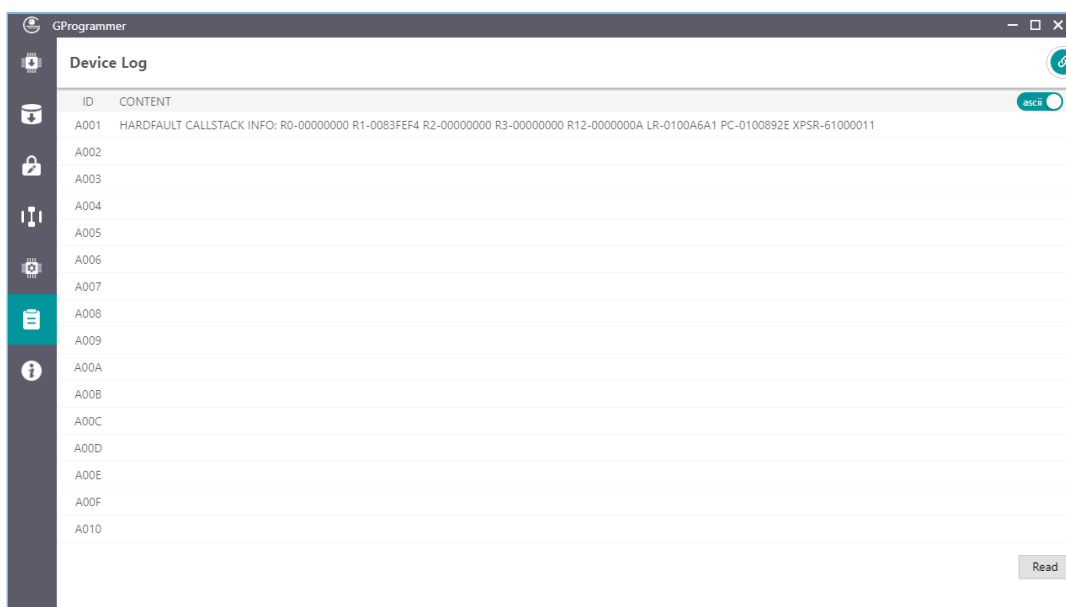 GProgrammer
Device Log
ID CONTENT ascii
A001 HARDFAULT CALLSTACK INFO: R0-00000000 R1-0083FEF4 R2-00000000 R3-00000000 R12-0000000A LR-0100A6A1 PC-0100892E XPSR-61000011
A002
A003
A004
A005
A006
A007
A008
A009
A00A
A00B
A00C
A00D
A00E
A00F
A010
Read